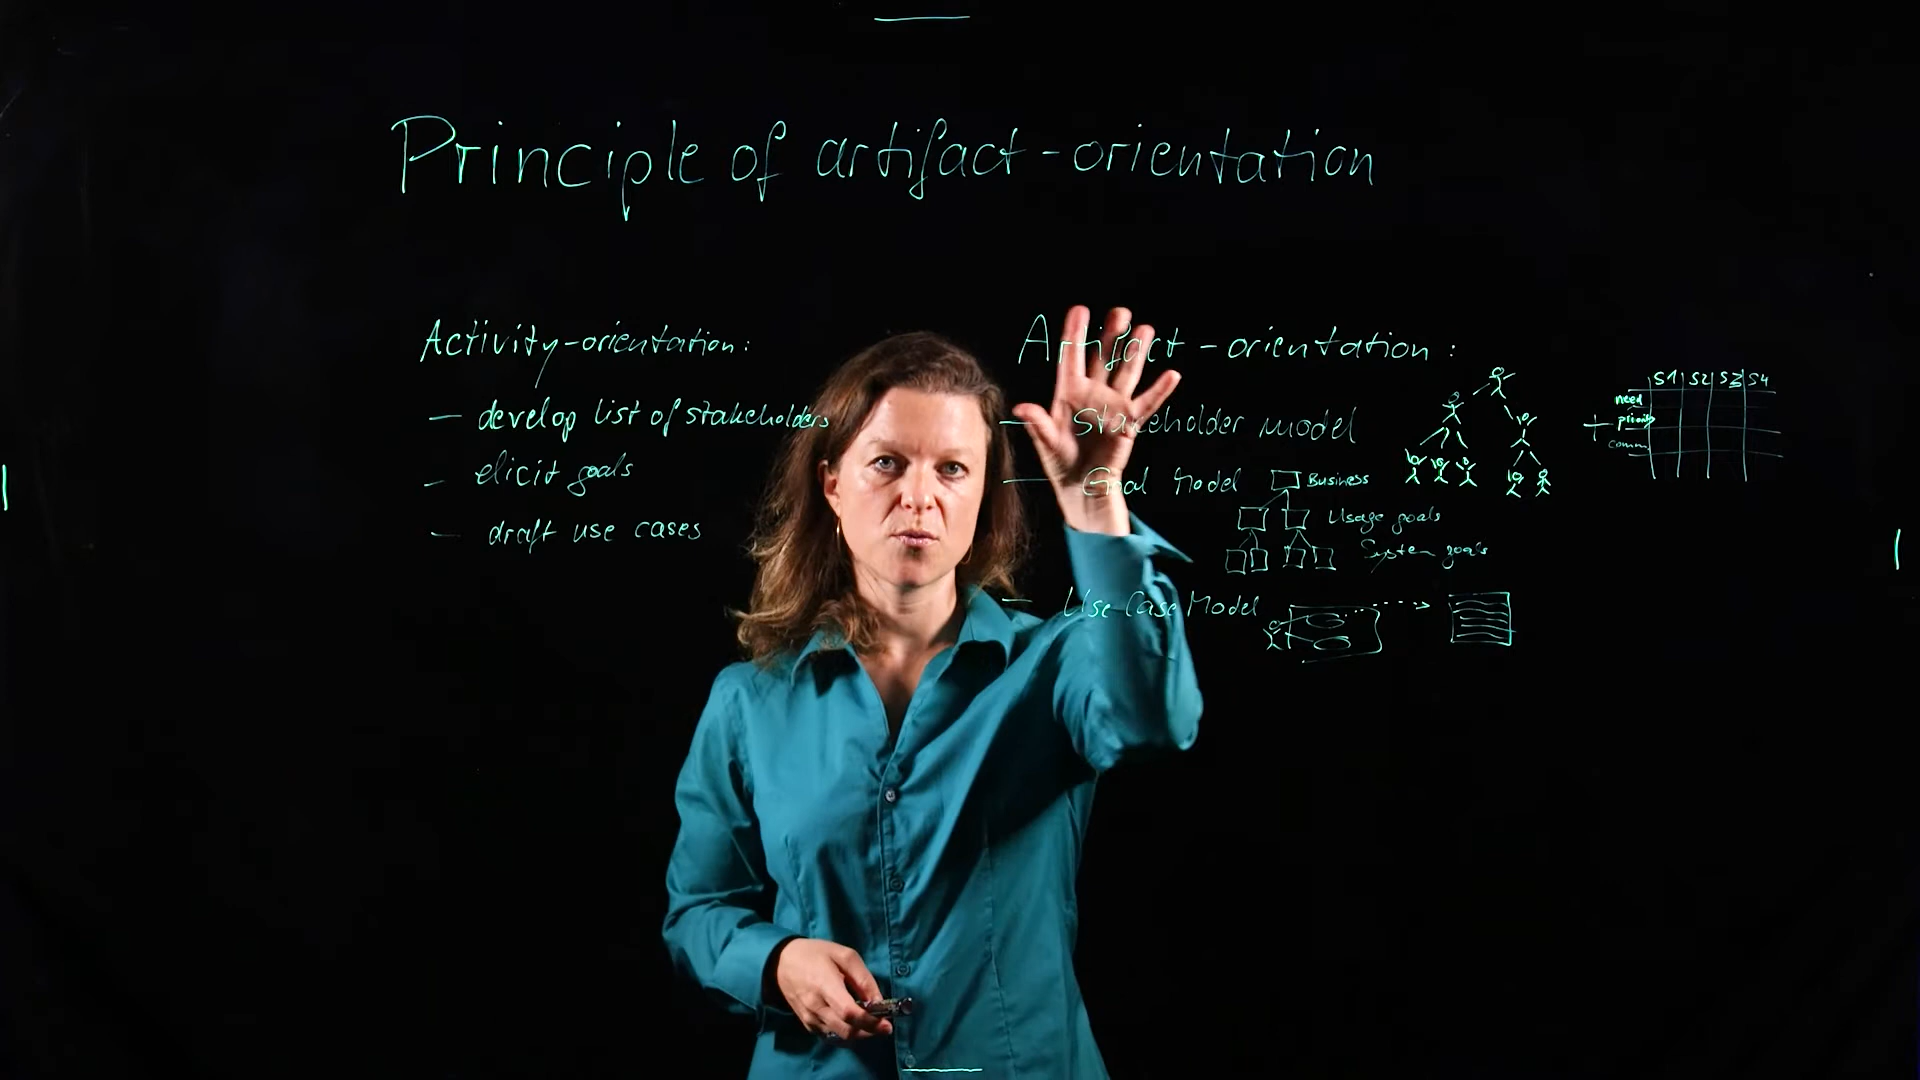 Principle of artifact-orientation
Activity-orientation:
- develop list of stakeholders
- elicit goals
- draft use cases
Artifact-orientation:
- Stakeholder model
+
S1 S2 S3 S4
need
priority
comm.
- Goal Model
Business
Usage goals
System goals
- Use Case Model